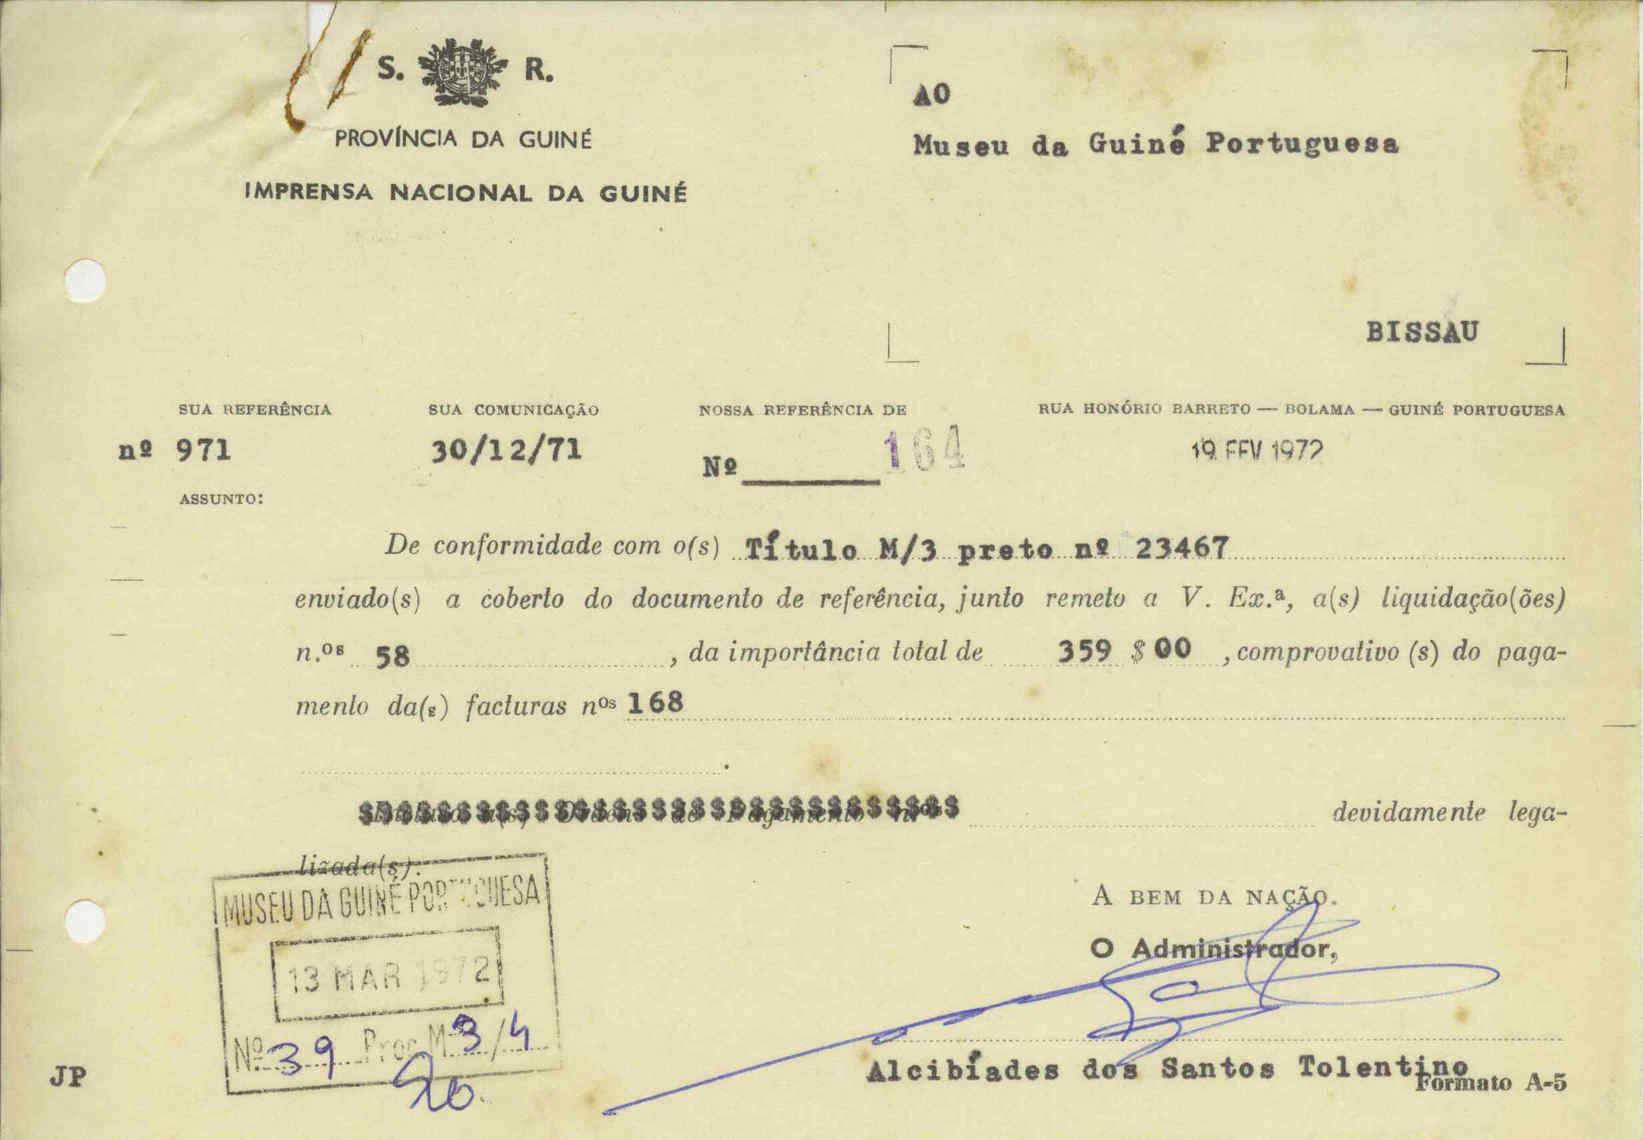 S. R.
PROVÍNCIA DA GUINÉ
IMPRENSA NACIONAL DA GUINÉ
AO
Museu da Guiné Portuguesa
BISSAU
SUA REFERÊNCIA SUA COMUNICAÇÃO NOSSA REFERÊNCIA DE RUA HONÓRIO BARRETO — BOLAMA — GUINÉ PORTUGUESA
nº 971 30/12/71 Nº 164 19 FEV 1972
ASSUNTO:
De conformidade com o(s) Título M/3 preto nº 23467
enviado(s) a coberto do documento de referência, junto remeto a V. Ex.ª, a(s) liquidação(ões)
n.ºˢ 58 , da importância total de 359 $ 00 , comprovativo (s) do paga-
mento da(s) facturas nºˢ 168
.
$$$$$$$$$$$$$$$$$$$$$$$$$$$$$$$ devidamente lega-
lizada(s).
MUSEU DA GUINÉ PORTUGUESA
13 MAR 1972
Nº 39 Proc. M 3/4
A BEM DA NAÇÃO.
O Administrador,
Alcibíades dos Santos Tolentino
JP
Formato A-5